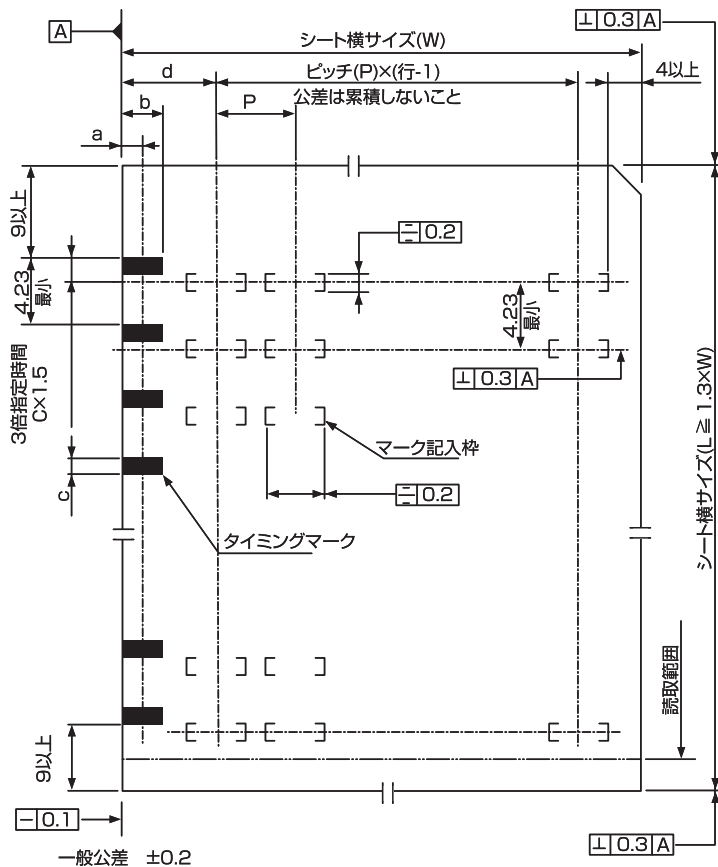 A
⊥ 0.3 A
シート横サイズ(W)
d
ピッチ(P)×(行-1)
4以上
公差は累積しないこと
b
P
a
9以上
0.2
4.23
最小
4.23
最小
3倍指定時間
C×1.5
⊥ 0.3 A
シート横サイズ(L≧1.3×W)
マーク記入枠
0.2
c
タイミングマーク
読取範囲
9以上
− 0.1
⊥ 0.3 A
一般公差 ±0.2